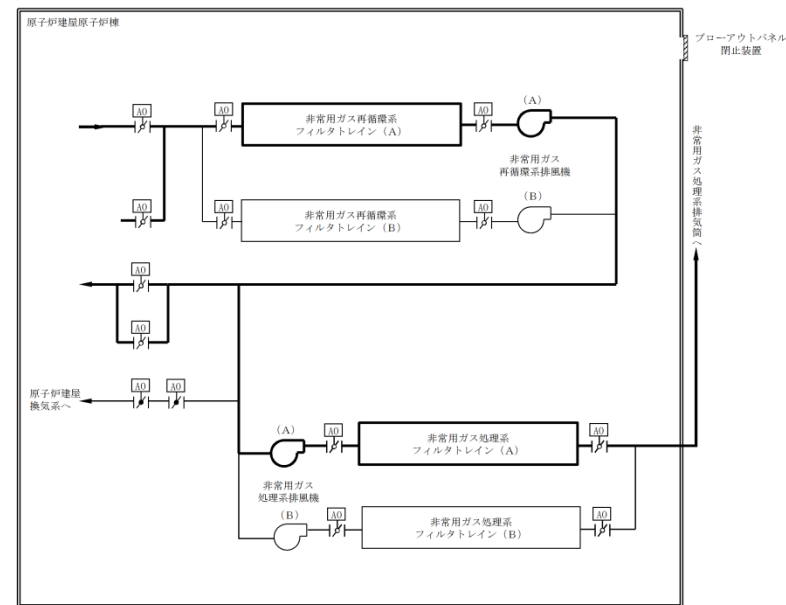 原子炉建屋原子炉棟
ブローアウトパネル
閉止装置
AO
AO
AO
(A)
非常用ガス再循環系
フィルタトレイン(A)
非常用ガス
再循環系排風機
非常用ガス処理系排気筒へ
AO
AO
AO
(B)
非常用ガス再循環系
フィルタトレイン(B)
AO
AO
AO
AO
原子炉建屋
換気系へ
(A)
AO
非常用ガス処理系
フィルタトレイン(A)
AO
非常用ガス
処理系排風機
(B)
AO
非常用ガス処理系
フィルタトレイン(B)
AO